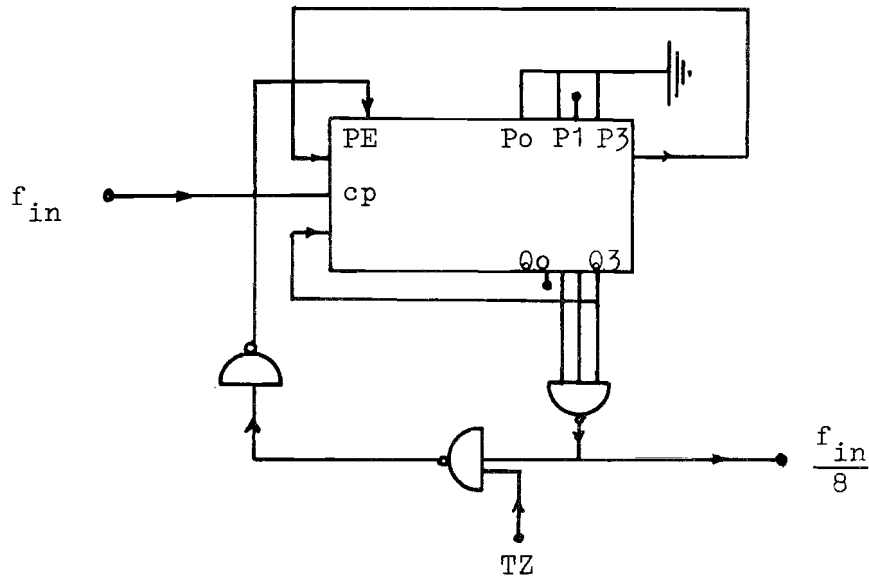 PE
Po P1 P3
f in
cp
Qo Q3
f in
8
TZ